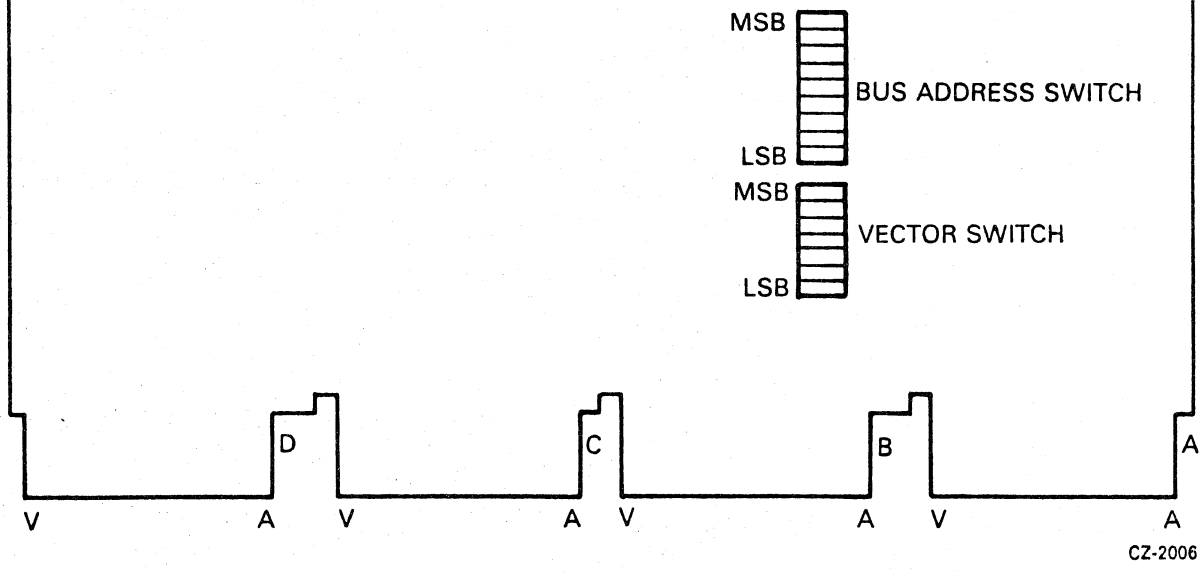 MSB
BUS ADDRESS SWITCH
LSB
MSB
VECTOR SWITCH
LSB
D
C
B
A
V
A
V
A
V
A
V
A
CZ-2006